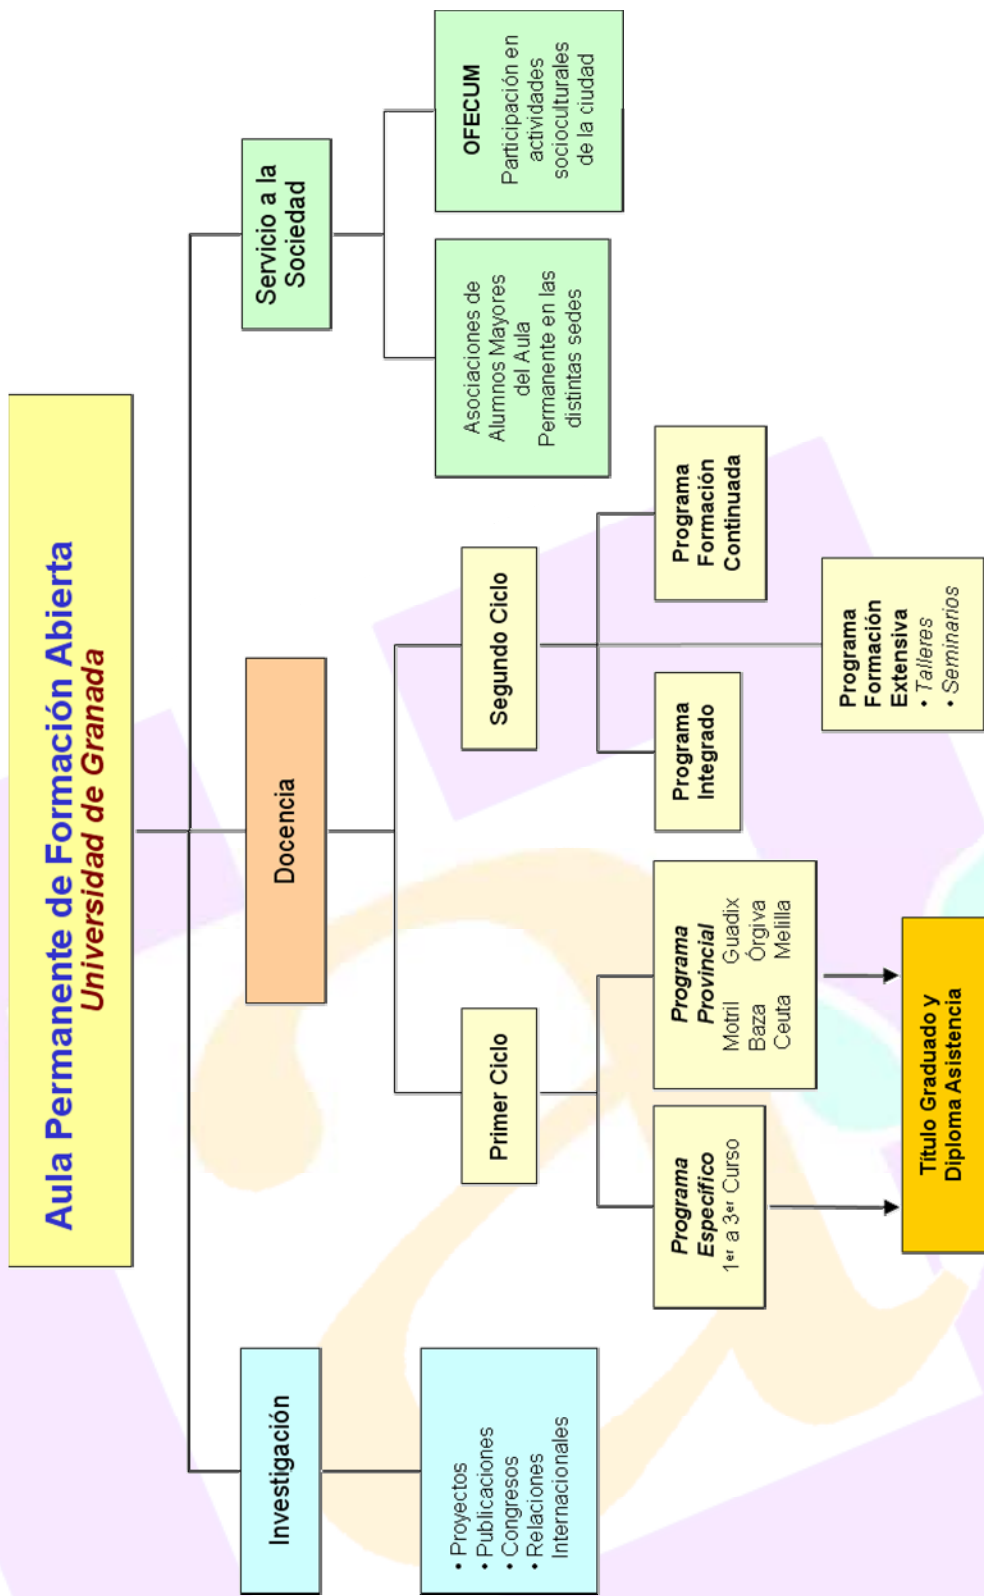 Aula Permanente de Formación Abierta
Universidad de Granada
Investigación
• Proyectos
• Publicaciones
• Congresos
• Relaciones
Internacionales
Docencia
Primer Ciclo
Programa
Específico
1er a 3er Curso
Programa
Provincial
Motril Guadix
Baza Órgiva
Ceuta Melilla
Título Graduado y
Diploma Asistencia
Segundo Ciclo
Programa
Integrado
Programa
Formación
Extensiva
• Talleres
• Seminarios
Programa
Formación
Continuada
Servicio a la
Sociedad
Asociaciones de
Alumnos Mayores
del Aula
Permanente en las
distintas sedes
OFECUM
Participación en
actividades
socioculturales
de la ciudad